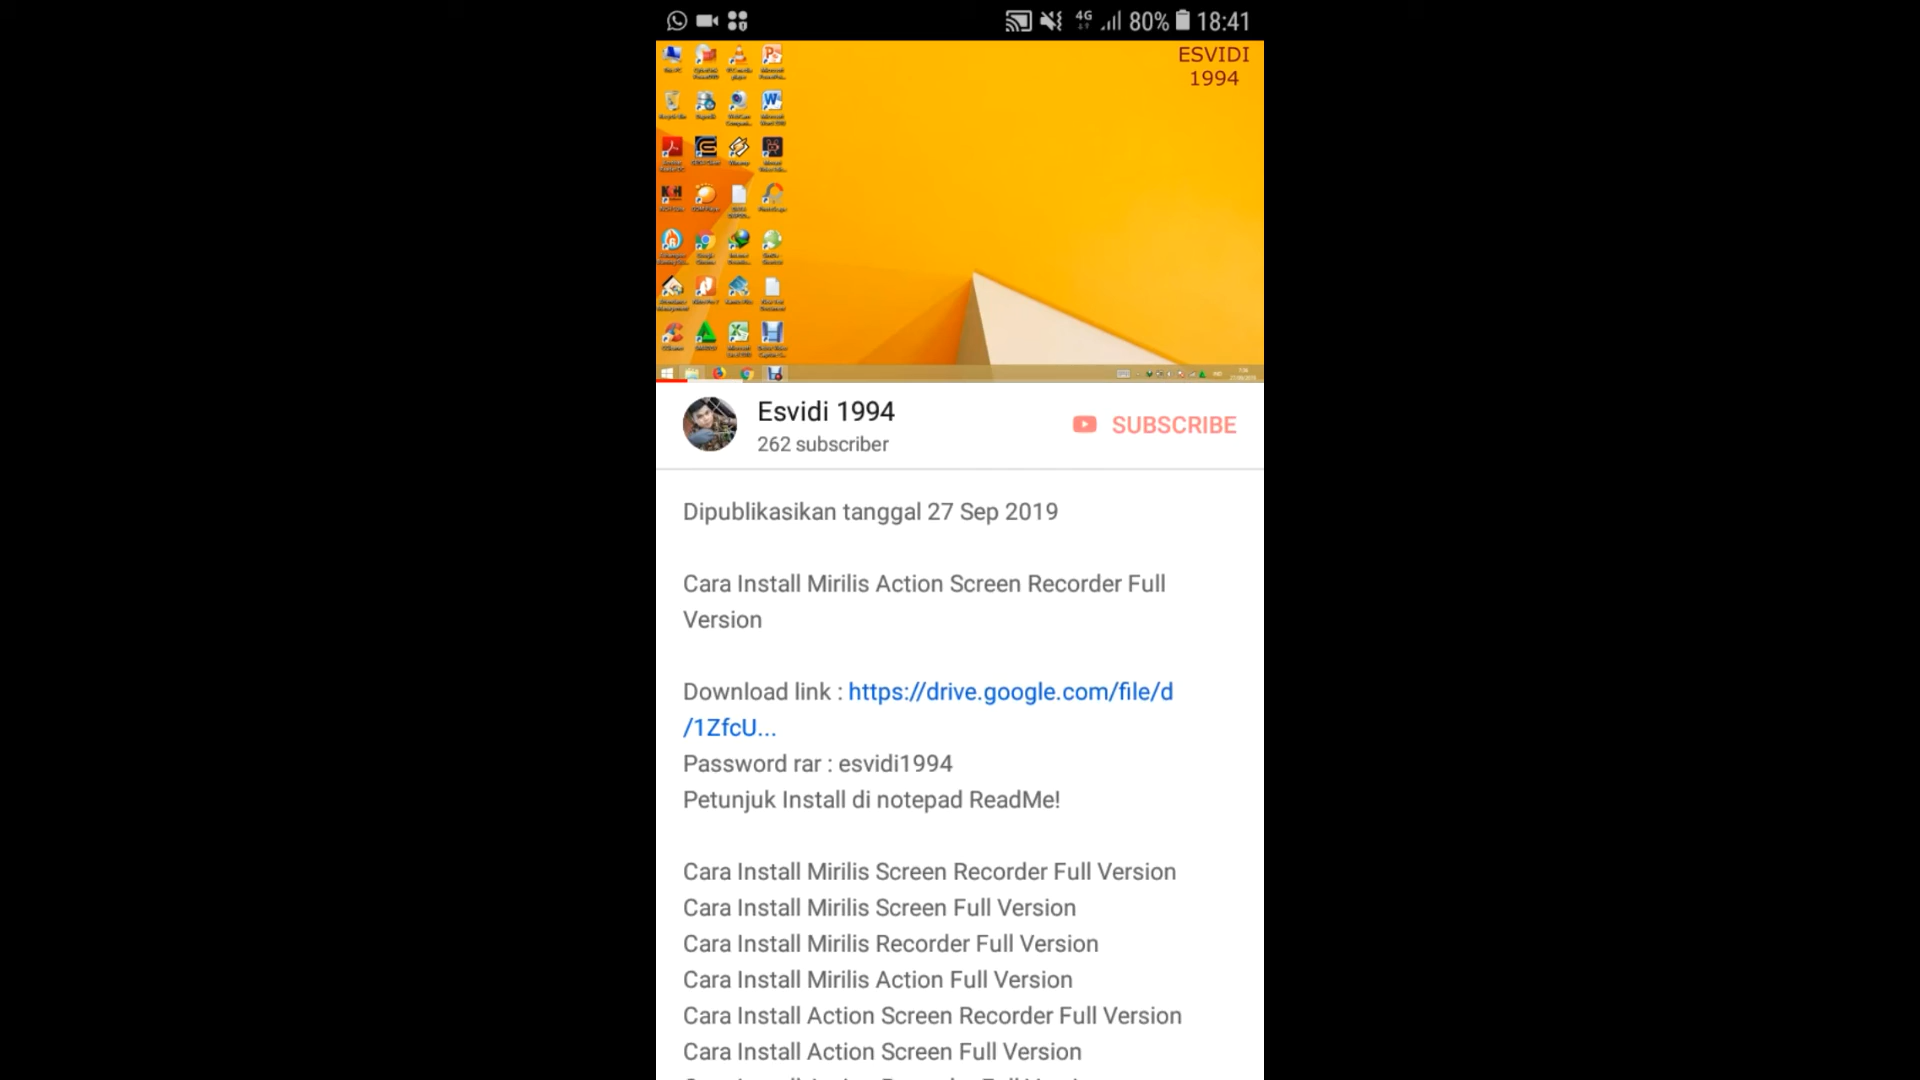 80% 18:41
ESVIDI
1994
Esvidi 1994
SUBSCRIBE
262 subscriber
Dipublikasikan tanggal 27 Sep 2019
Cara Install Mirilis Action Screen Recorder Full
Version
Download link : https://drive.google.com/file/d
/1ZfcU...
Password rar : esvidi1994
Petunjuk Install di notepad ReadMe!
Cara Install Mirilis Screen Recorder Full Version
Cara Install Mirilis Screen Full Version
Cara Install Mirilis Recorder Full Version
Cara Install Mirilis Action Full Version
Cara Install Action Screen Recorder Full Version
Cara Install Action Screen Full Version